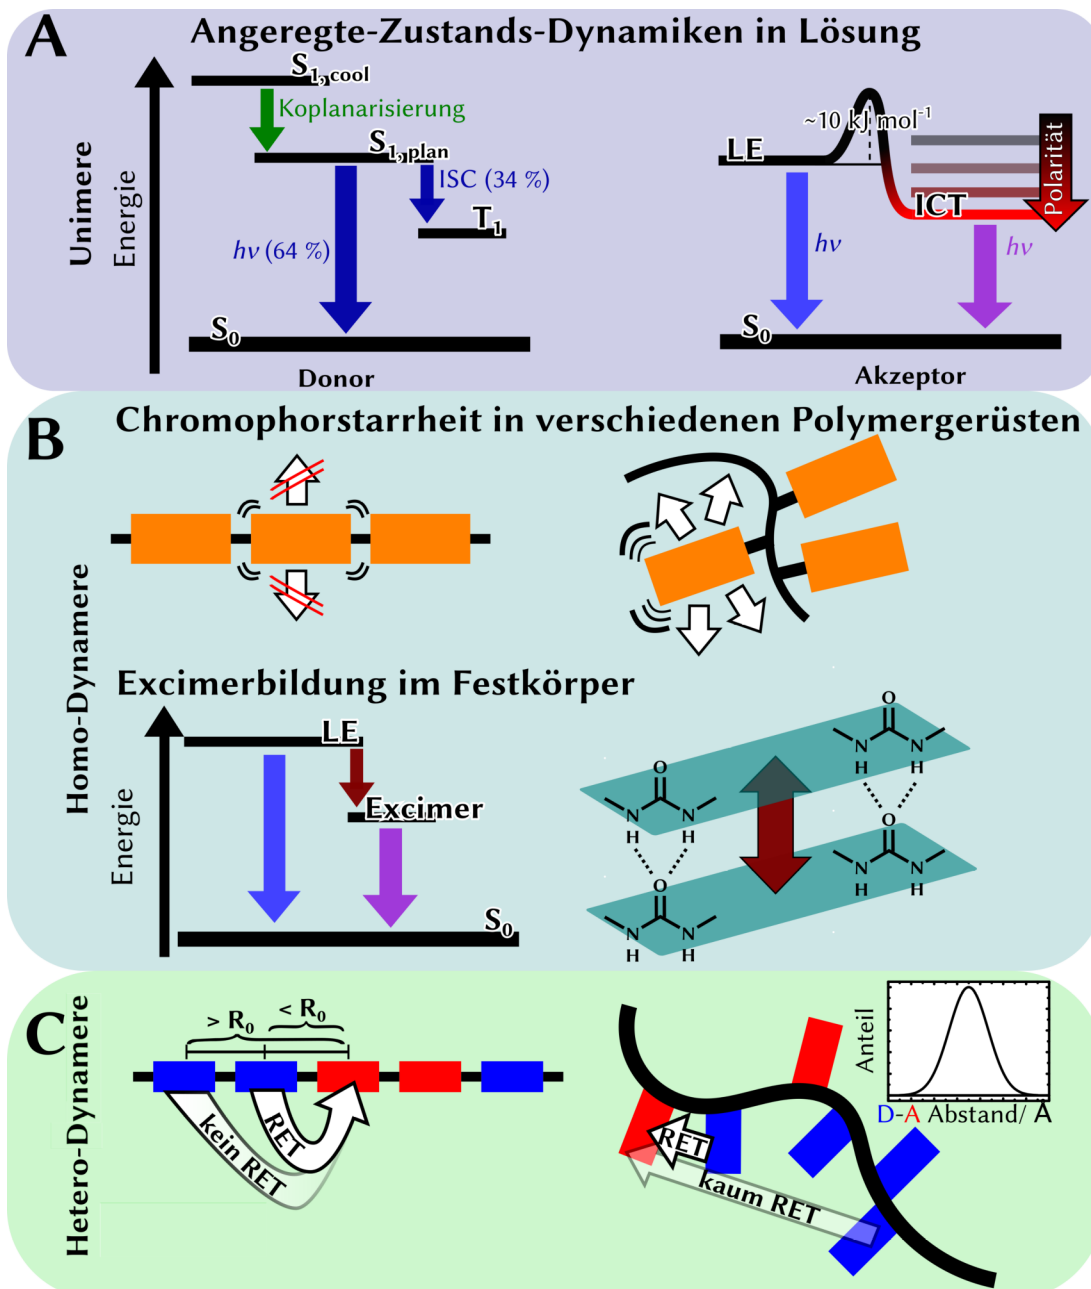 A
Angeregte-Zustands-Dynamiken in Lösung
Unimere
Energie
S1,cool
Koplanarisierung
S1,plan
ISC (34 %)
T1
hν (64 %)
S0
Donor
~10 kJ mol⁻¹
LE
ICT
Polarität
hν
hν
S0
Akzeptor
B
Chromophorstarrheit in verschiedenen Polymergerüsten
Homo-Dynamere
Excimerbildung im Festkörper
Energie
LE
Excimer
S0
O
N
H
N
H
O
N
H
N
H
O
N
H
N
H
O
N
H
N
H
C
Hetero-Dynamere
> R0
< R0
RET
kein RET
RET
kaum RET
Anteil
D-A Abstand/ Å